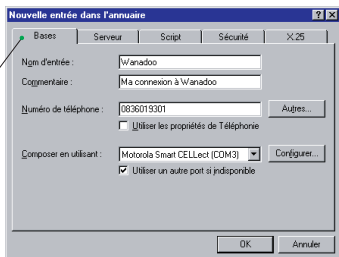 Nouvelle entrée dans l'annuaire
Bases Serveur Script Sécurité X.25
Nom d'entrée : Wanadoo
Commentaire : Ma connexion à Wanadoo
Numéro de téléphone : 0836019301 Autres...
Utiliser les propriétés de Téléphonie
Composer en utilisant : Motorola Smart CELLect (COM3) Configurer...
Utiliser un autre port si indisponible
OK Annuler